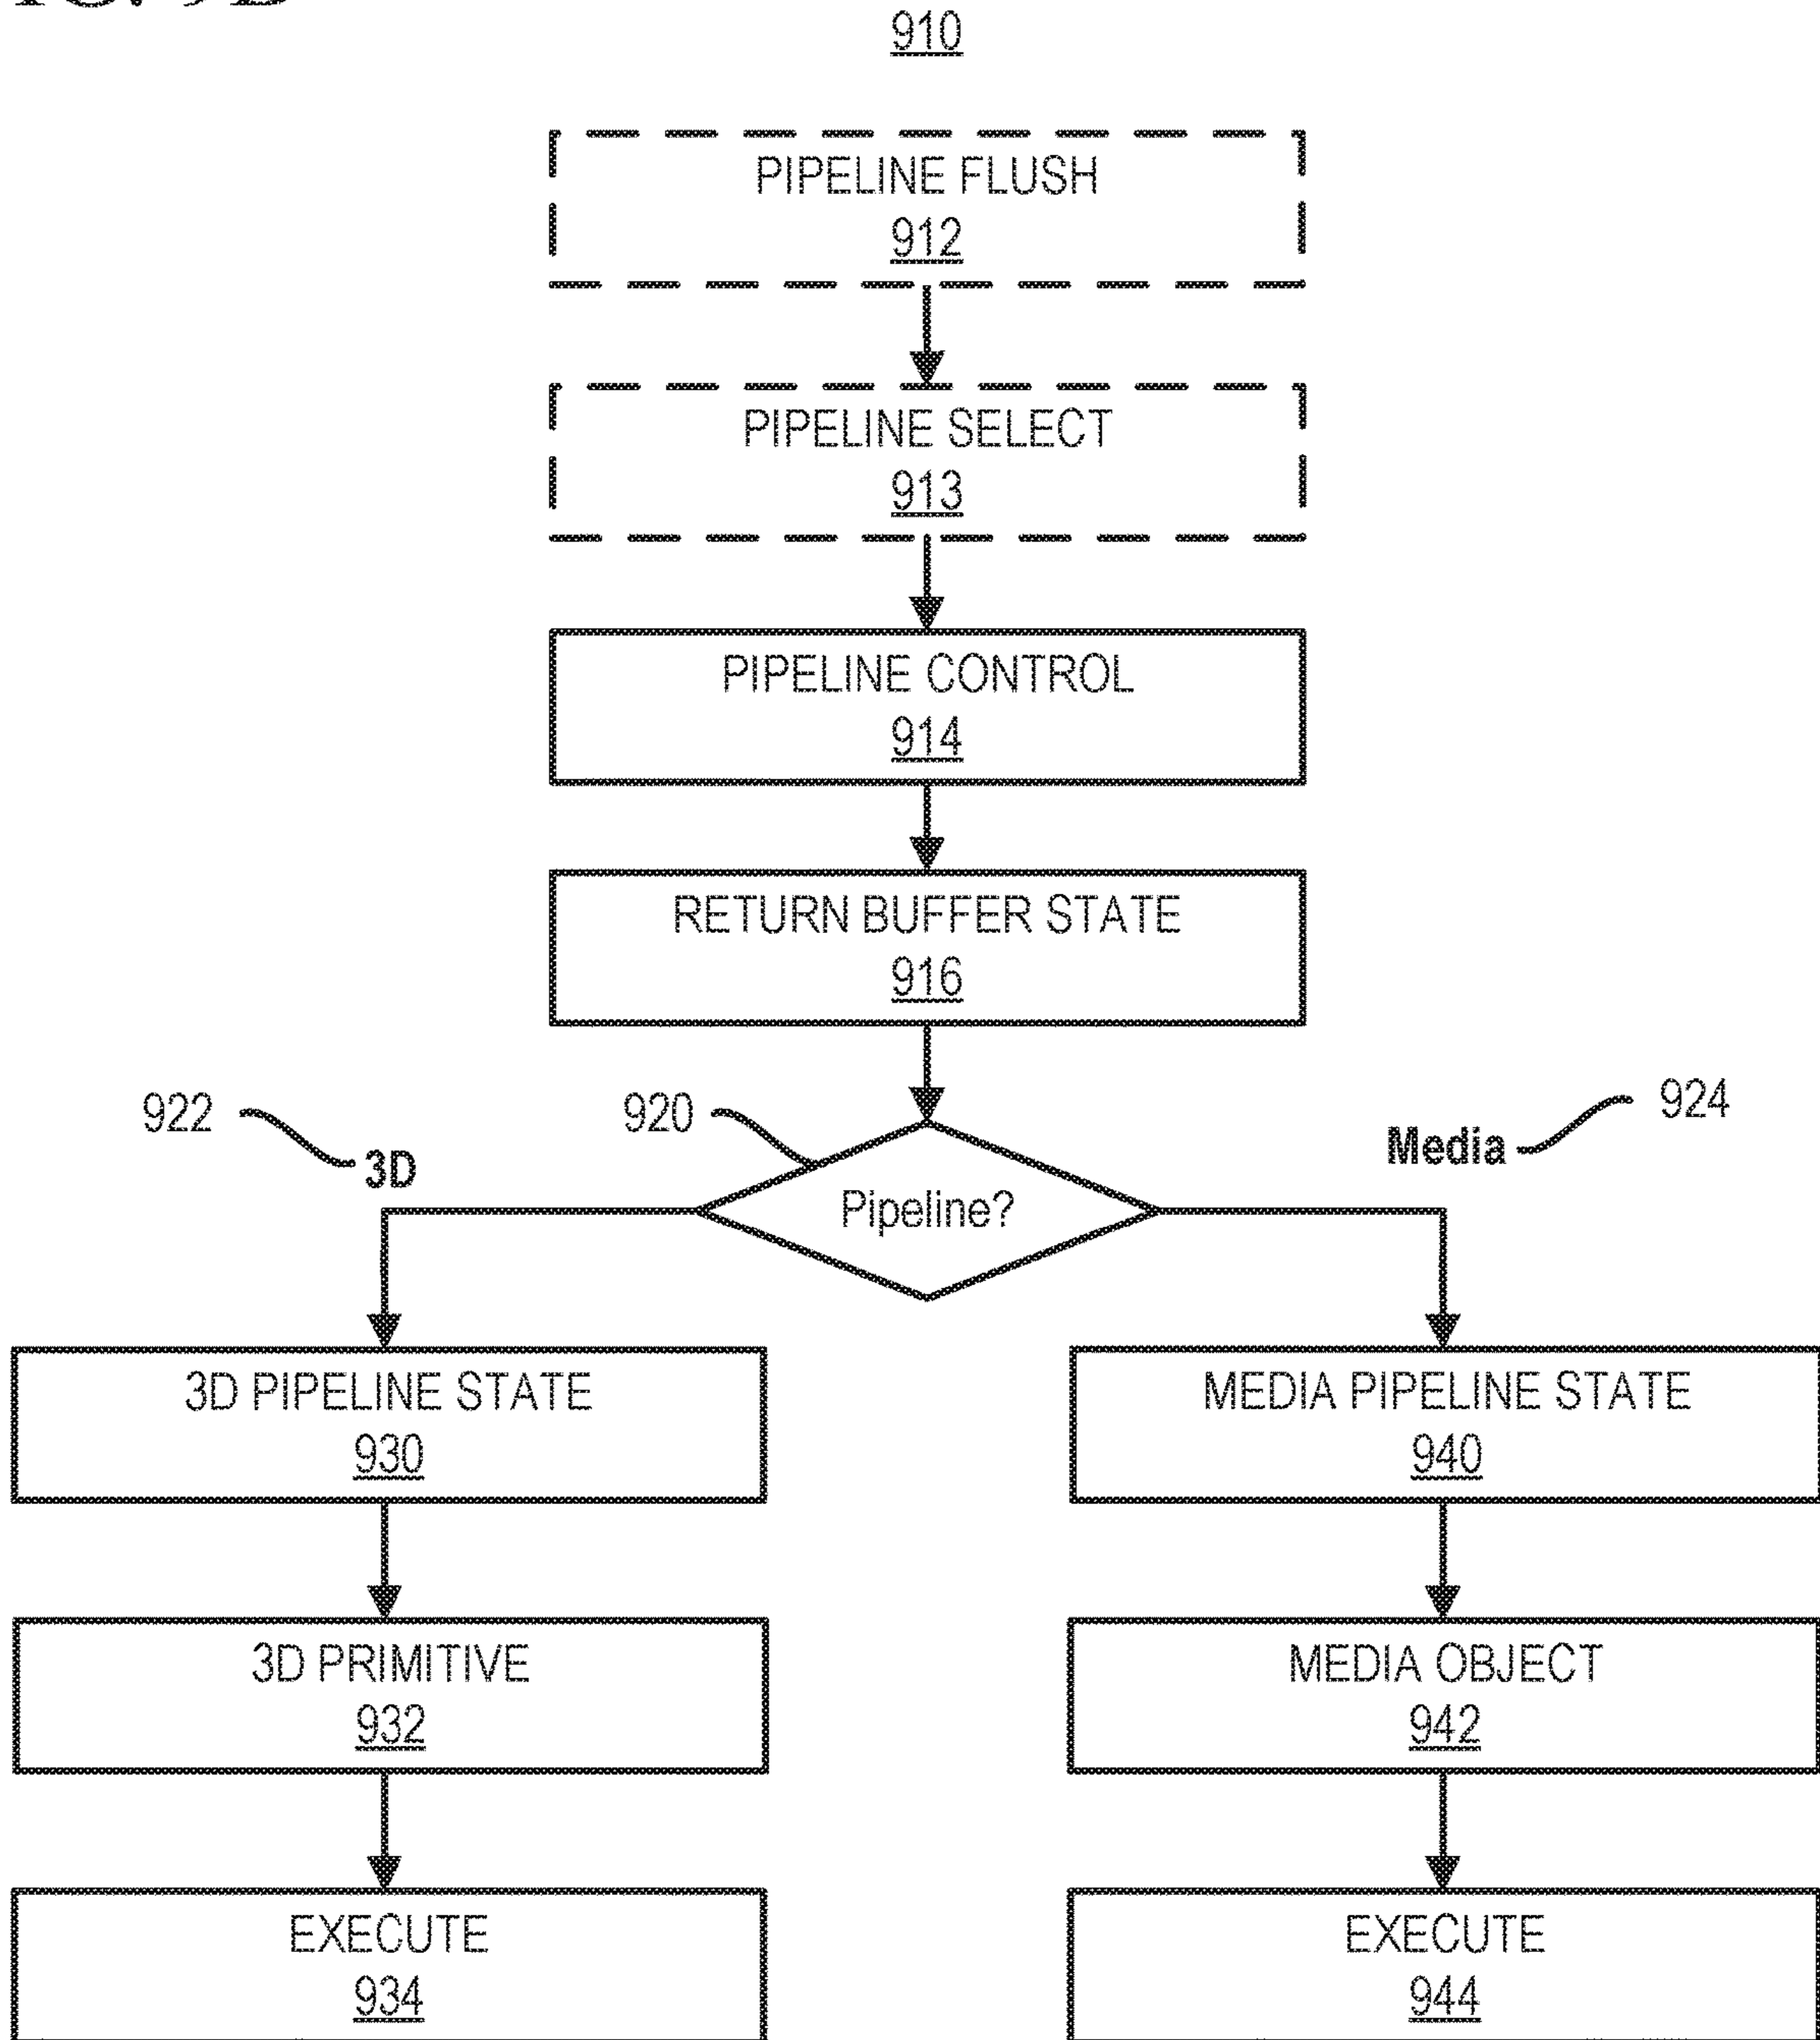 910
PIPELINE FLUSH
912
PIPELINE SELECT
913
PIPELINE CONTROL
914
RETURN BUFFER STATE
916
922
920
924
3D
Media
Pipeline?
3D PIPELINE STATE
930
MEDIA PIPELINE STATE
940
3D PRIMITIVE
932
MEDIA OBJECT
942
EXECUTE
934
EXECUTE
944